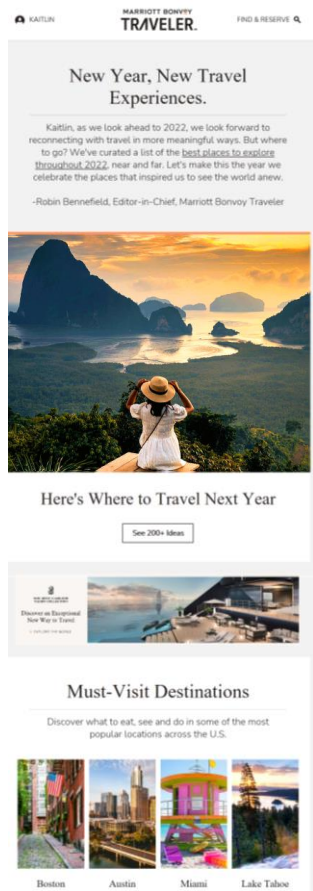 KAITLIN
MARRIOTT BONVOY
TRAVELER.
FIND & RESERVE
New Year, New Travel
Experiences.
Kaitlin, as we look ahead to 2022, we look forward to
reconnecting with travel in more meaningful ways. But where
to go? We've curated a list of the best places to explore
throughout 2022, near and far. Let's make this the year we
celebrate the places that inspired us to see the world anew.
-Robin Bennefield, Editor-in-Chief, Marriott Bonvoy Traveler
Here's Where to Travel Next Year
See 200+ Ideas
Discover an Exceptional
New Way to Travel
Must-Visit Destinations
Discover what to eat, see and do in some of the most
popular locations across the U.S.
Boston
Austin
Miami
Lake Tahoe